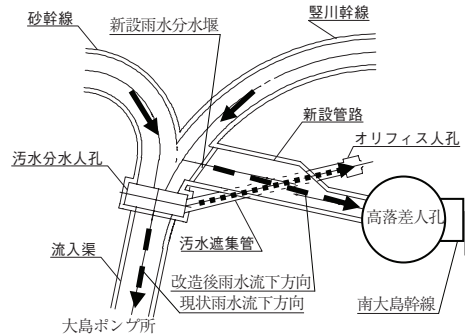 砂幹線
新設雨水分水堰
竪川幹線
新設管路
オリフィス人孔
汚水分水人孔
高落差人孔
汚水遮集管
流入渠
改造後雨水流下方向
現状雨水流下方向
南大島幹線
大島ポンプ所